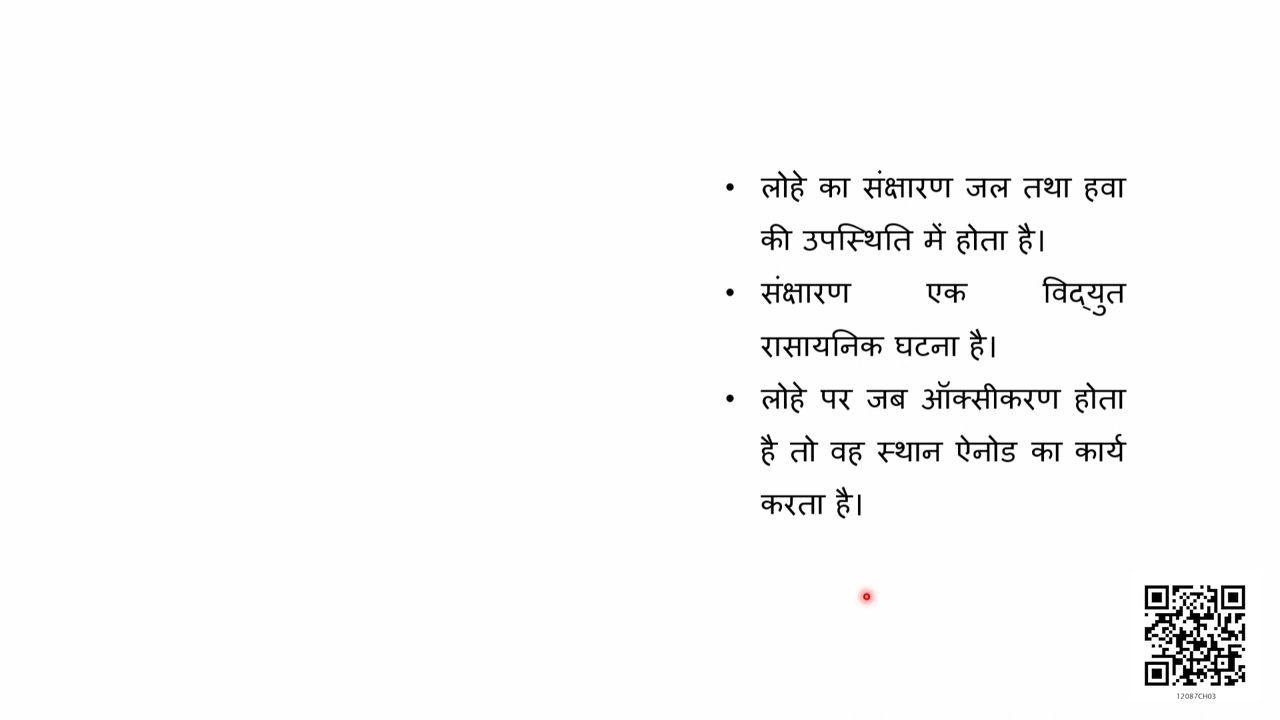 • लोहे का संक्षारण जल तथा हवा
की उपस्थिति में होता है।
• संक्षारण एक विद्‌युत
रासायनिक घटना है।
• लोहे पर जब ऑक्सीकरण होता
है तो वह स्थान ऐनोड का कार्य
करता है।
12087CH03